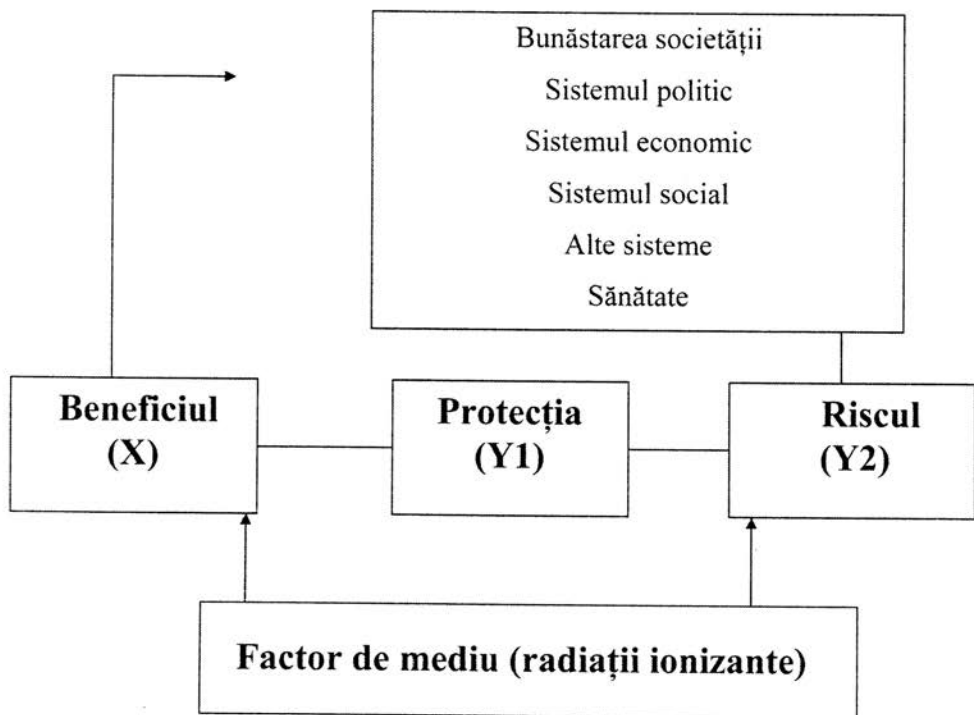 Bunăstarea societății
Sistemul politic
Sistemul economic
Sistemul social
Alte sisteme
Sănătate
Beneficiul
(X)
Protecția
(Y1)
Riscul
(Y2)
Factor de mediu (radiații ionizante)